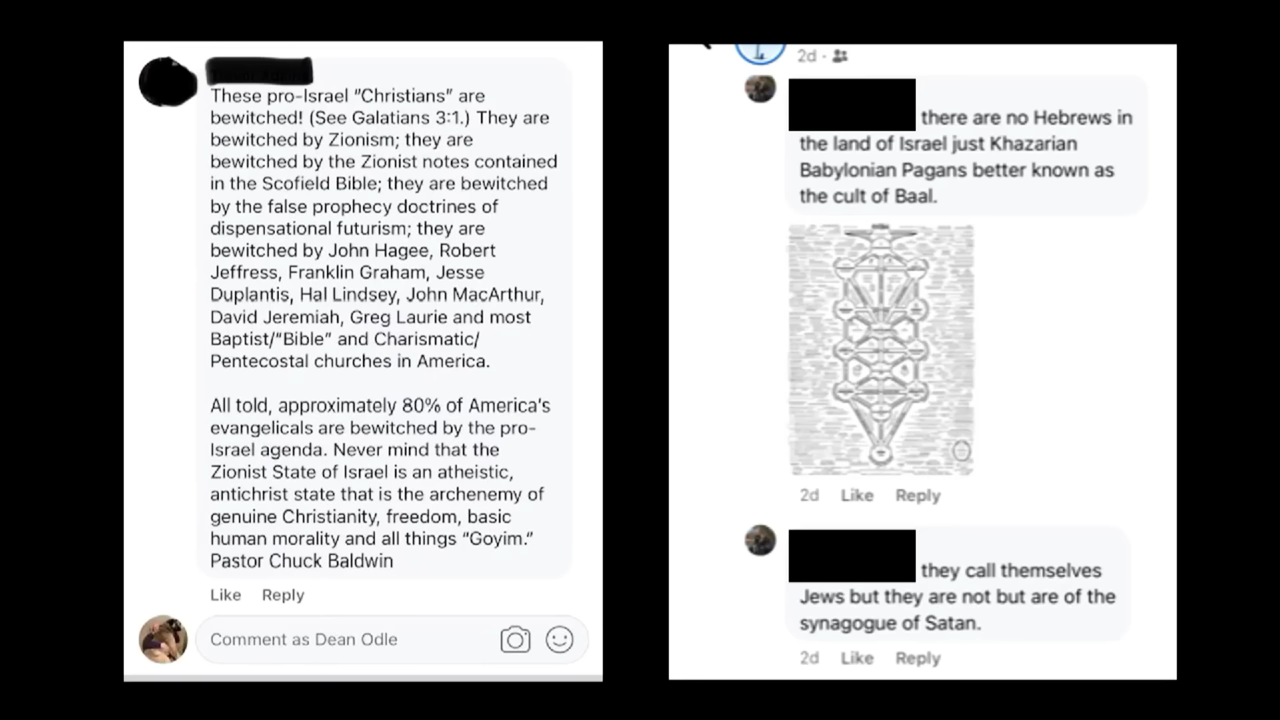 These pro-Israel "Christians" are
bewitched! (See Galatians 3:1.) They are
bewitched by Zionism; they are
bewitched by the Zionist notes contained
in the Scofield Bible; they are bewitched
by the false prophecy doctrines of
dispensational futurism; they are
bewitched by John Hagee, Robert
Jeffress, Franklin Graham, Jesse
Duplantis, Hal Lindsey, John MacArthur,
David Jeremiah, Greg Laurie and most
Baptist/"Bible" and Charismatic/
Pentecostal churches in America.
All told, approximately 80% of America's
evangelicals are bewitched by the pro-
Israel agenda. Never mind that the
Zionist State of Israel is an atheistic,
antichrist state that is the archenemy of
genuine Christianity, freedom, basic
human morality and all things "Goyim."
Pastor Chuck Baldwin
Like Reply
Comment as Dean Odle
2d ·
there are no Hebrews in
the land of Israel just Khazarian
Babylonian Pagans better known as
the cult of Baal.
2d Like Reply
they call themselves
Jews but they are not but are of the
synagogue of Satan.
2d Like Reply